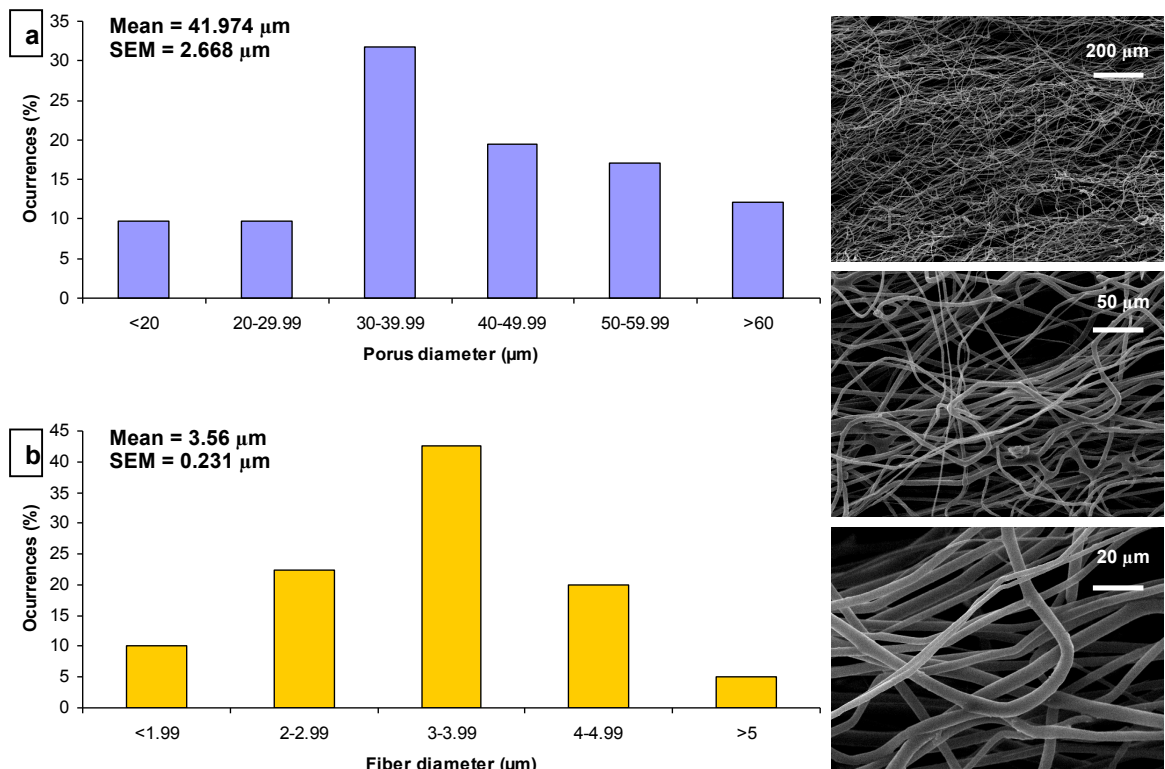 a
Mean = 41.974 µm
SEM = 2.668 µm
Ocurrences (%)
35
30
25
20
15
10
5
0
<20 20-29.99 30-39.99 40-49.99 50-59.99 >60
Porus diameter (µm)
b
Mean = 3.56 µm
SEM = 0.231 µm
Ocurrences (%)
45
40
35
30
25
20
15
10
5
0
<1.99 2-2.99 3-3.99 4-4.99 >5
Fiber diameter (µm)
200 µm
50 µm
20 µm